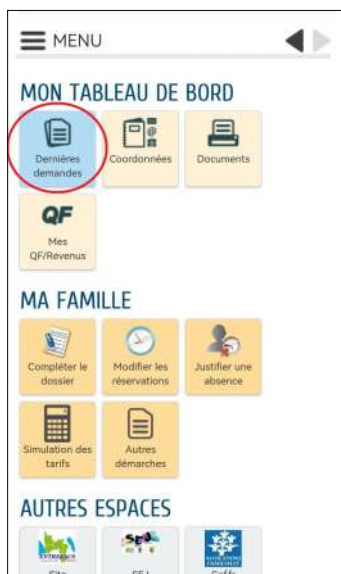 MENU
MON TABLEAU DE BORD
Dernières
demandes
Coordonnées
Documents
QF
Mes
QF/Revenus
MA FAMILLE
Compléter le
dossier
Modifier les
réservations
Justifier une
absence
Simulation des
tarifs
Autres
démarches
AUTRES ESPACES